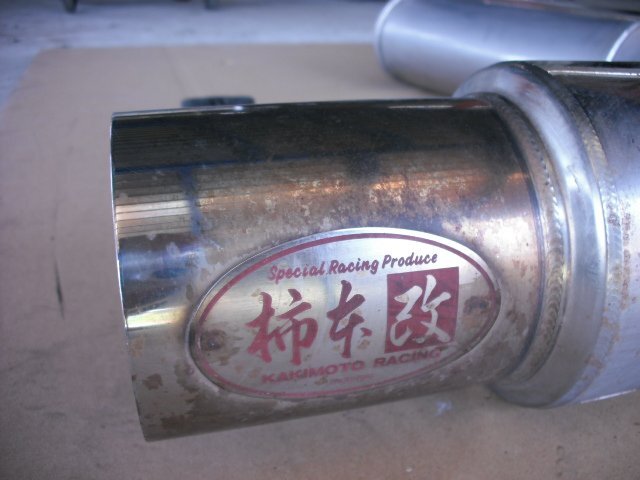 Special Racing Produce
柿本改
KAKIMOTO RACING